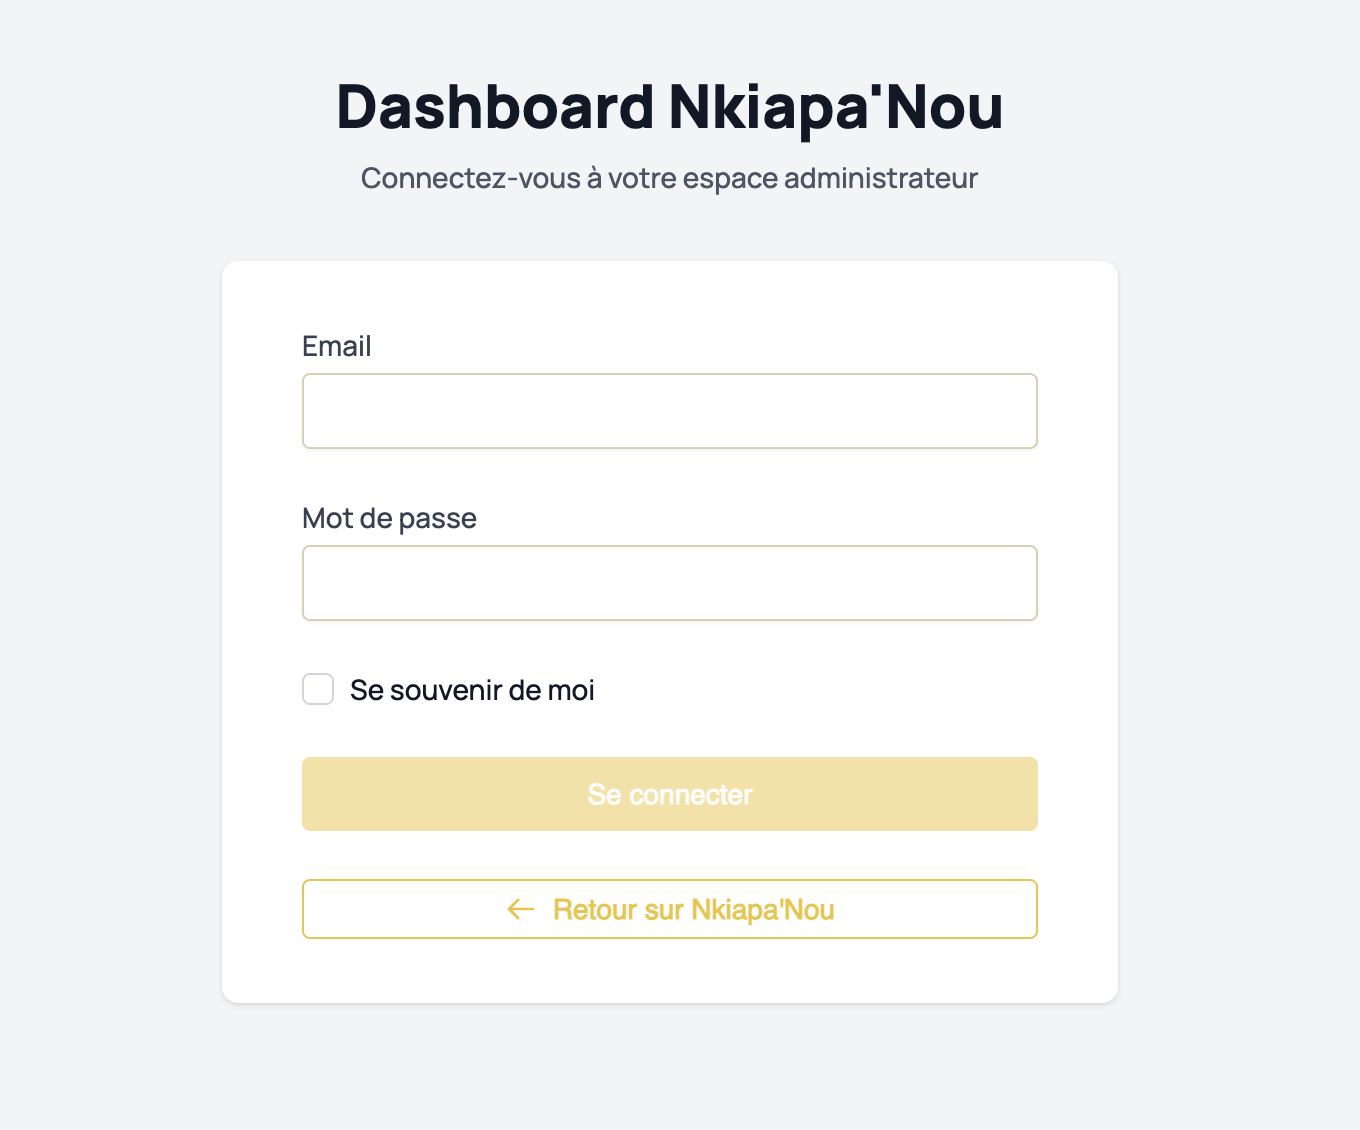 Dashboard Nkiapa'Nou
Connectez-vous à votre espace administrateur
Email
Mot de passe
Se souvenir de moi
Se connecter
Retour sur Nkiapa'Nou